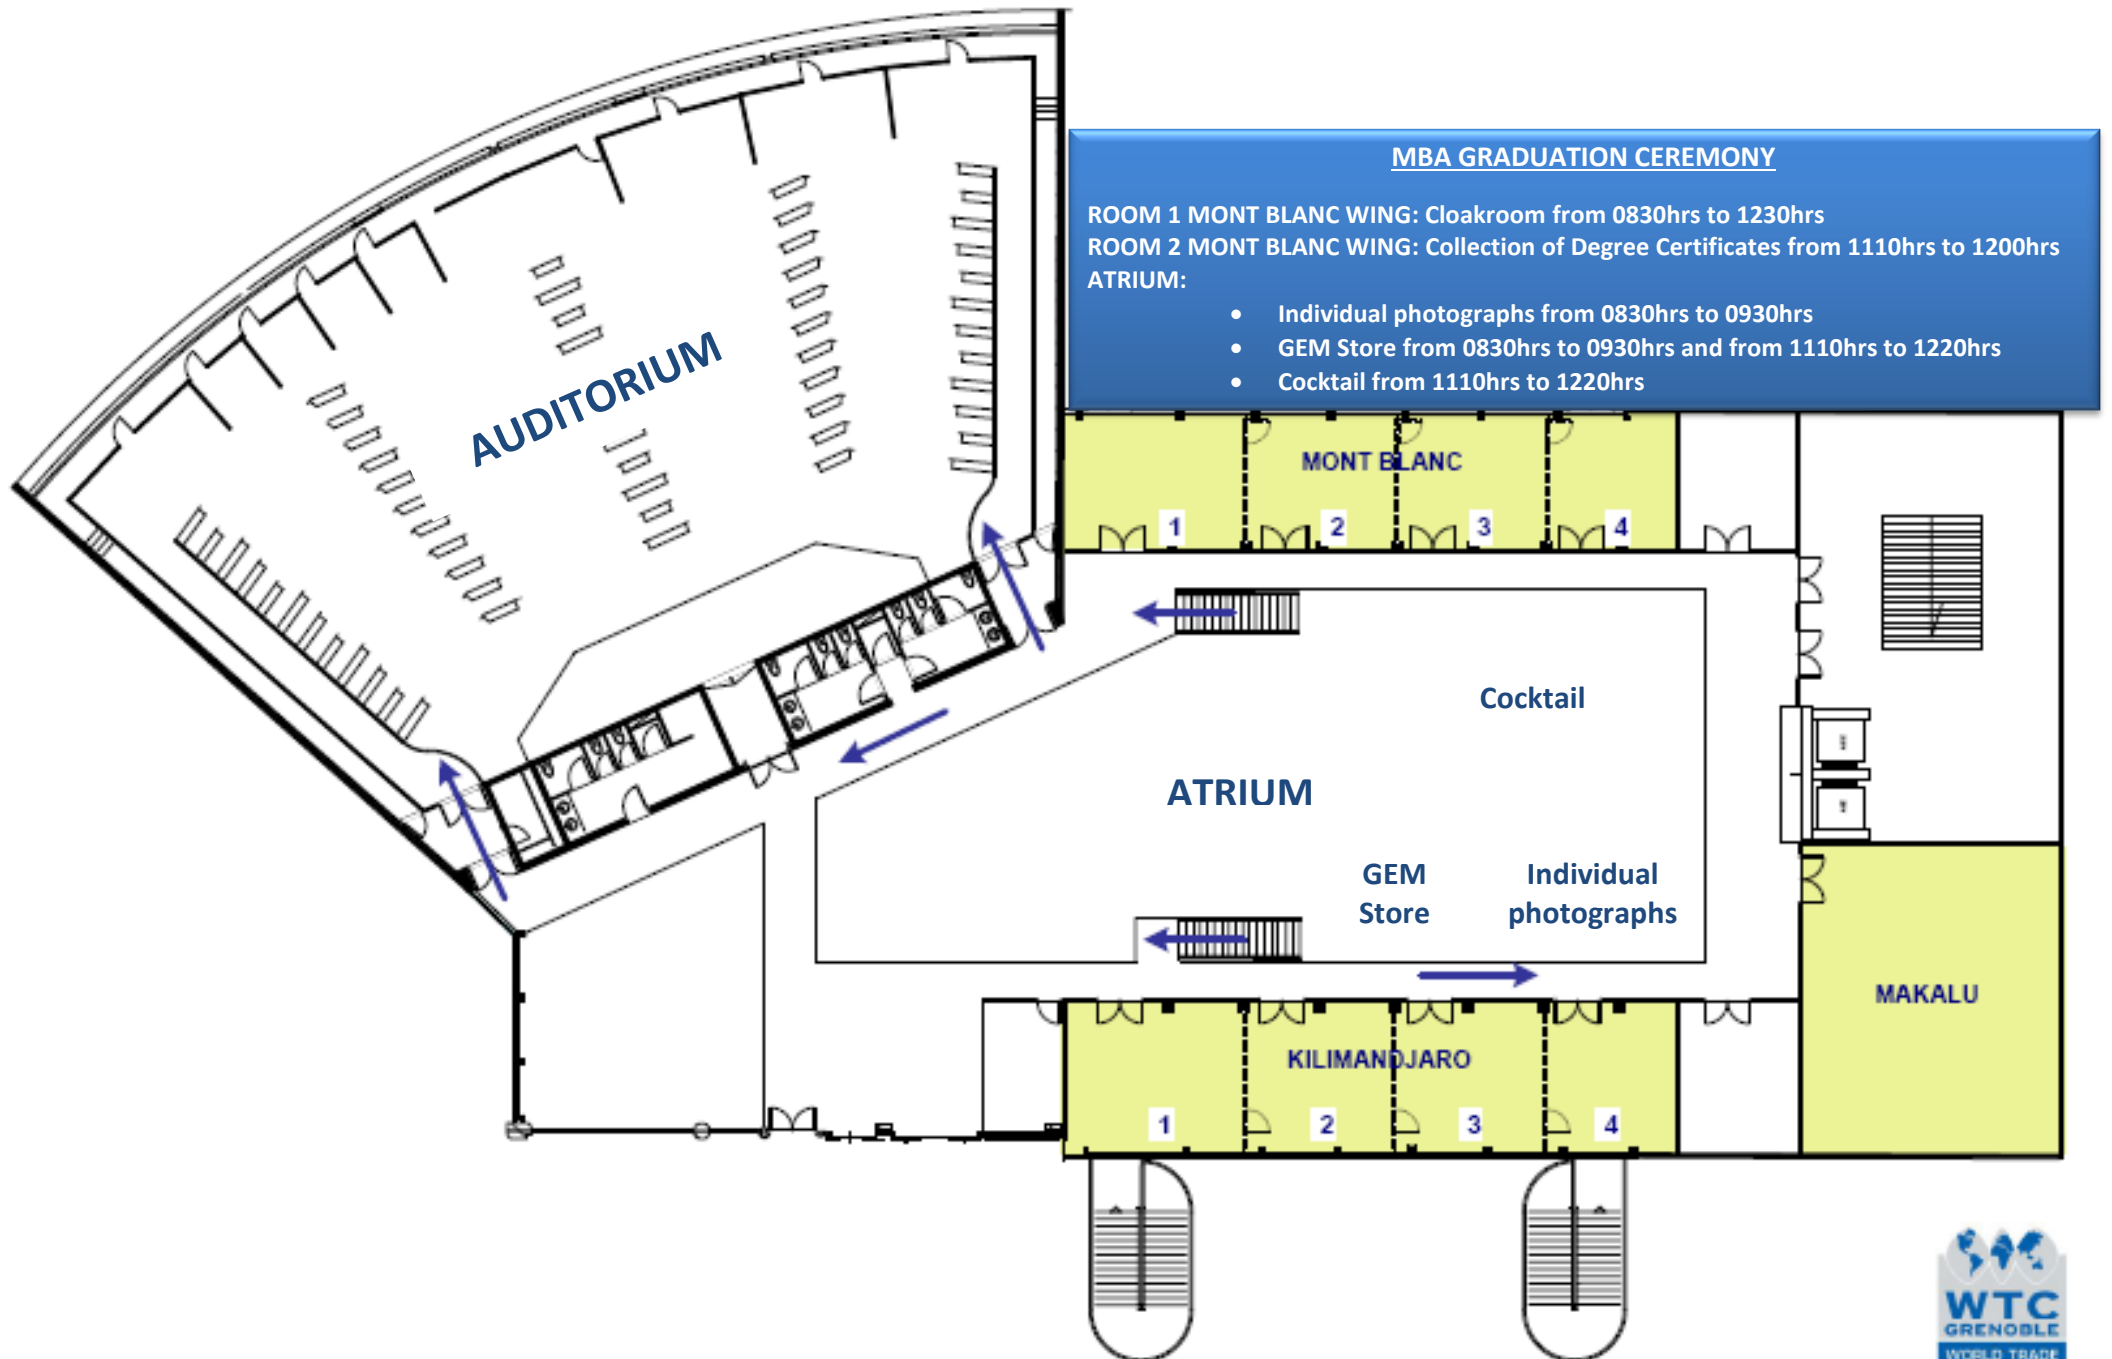 MBA GRADUATION CEREMONY
ROOM 1 MONT BLANC WING: Cloakroom from 0830hrs to 1230hrs
ROOM 2 MONT BLANC WING: Collection of Degree Certificates from 1110hrs to 1200hrs
ATRIUM:
• Individual photographs from 0830hrs to 0930hrs
• GEM Store from 0830hrs to 0930hrs and from 1110hrs to 1220hrs
• Cocktail from 1110hrs to 1220hrs
AUDITORIUM
MONT BLANC
1
2
3
4
Cocktail
ATRIUM
GEM
Store
Individual
photographs
MAKALU
KILIMANDJARO
1
2
3
4
WTC
GRENOBLE
WORLD TRADE